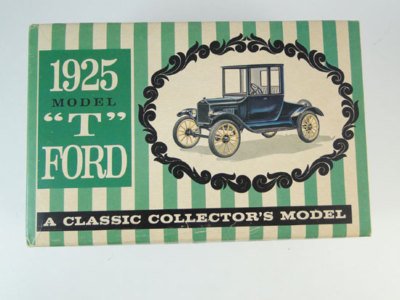 1925
MODEL
"T"
FORD
A CLASSIC COLLECTOR'S MODEL